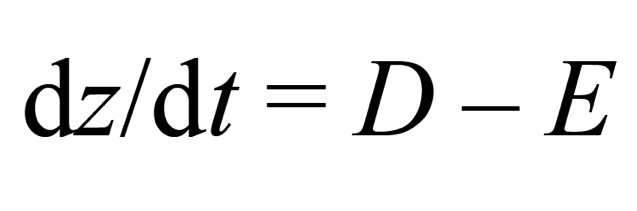 dz/dt = D – E